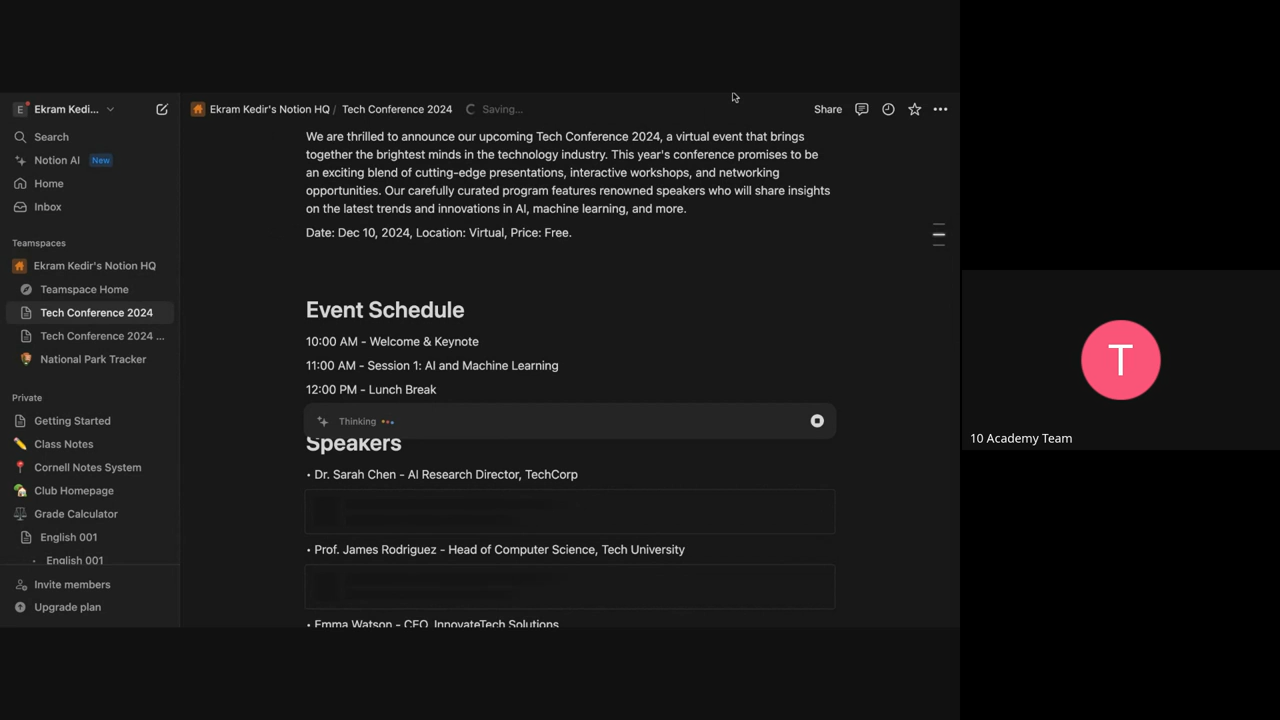 E Ekram Kedi...
Search
Notion AI New
Home
Inbox
Teamspaces
Ekram Kedir's Notion HQ
Teamspace Home
Tech Conference 2024
Tech Conference 2024 ...
National Park Tracker
Private
Getting Started
Class Notes
Cornell Notes System
Club Homepage
Grade Calculator
English 001
English 001
Invite members
Upgrade plan
Ekram Kedir's Notion HQ / Tech Conference 2024 Saving... Share
We are thrilled to announce our upcoming Tech Conference 2024, a virtual event that brings
together the brightest minds in the technology industry. This year's conference promises to be
an exciting blend of cutting-edge presentations, interactive workshops, and networking
opportunities. Our carefully curated program features renowned speakers who will share insights
on the latest trends and innovations in AI, machine learning, and more.
Date: Dec 10, 2024, Location: Virtual, Price: Free.
Event Schedule
10:00 AM - Welcome & Keynote
11:00 AM - Session 1: AI and Machine Learning
12:00 PM - Lunch Break
Thinking
Speakers
• Dr. Sarah Chen - AI Research Director, TechCorp
• Prof. James Rodriguez - Head of Computer Science, Tech University
• Emma Watson - CEO, InnovateTech Solutions
T
10 Academy Team